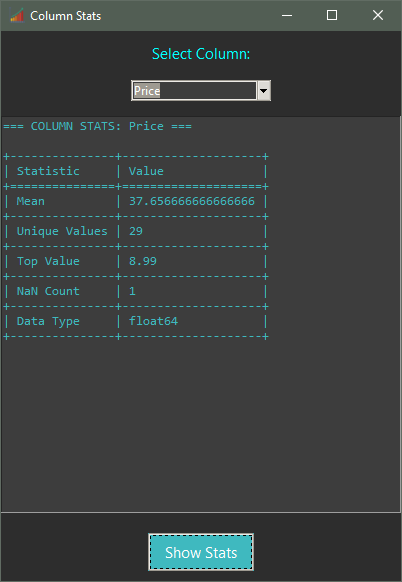 Column Stats
Select Column:
Price
=== COLUMN STATS: Price ===
+---------------+--------------------+
| Statistic     | Value              |
+===============+====================+
| Mean          | 37.656666666666666 |
+---------------+--------------------+
| Unique Values | 29                 |
+---------------+--------------------+
| Top Value     | 8.99               |
+---------------+--------------------+
| NaN Count     | 1                  |
+---------------+--------------------+
| Data Type     | float64            |
+---------------+--------------------+
Show Stats